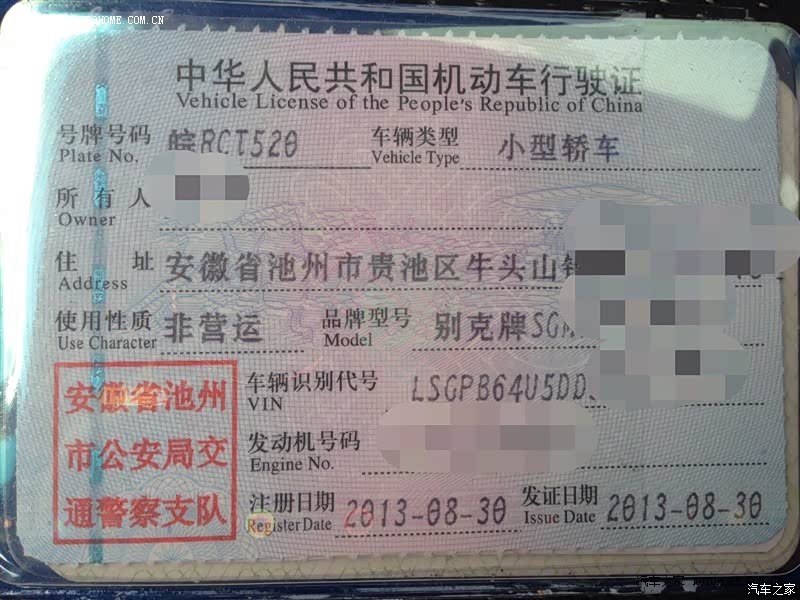 中华人民共和国机动车行驶证
Vehicle License of the People's Republic of China
号牌号码 皖RCT520 车辆类型 小型轿车
Plate No. Vehicle Type
所有人
Owner
住址 安徽省池州市贵池区牛头山镇
Address
使用性质 非营运 品牌型号 别克牌SGM
Use Character Model
安徽省池州
市公安局交
通警察支队
车辆识别代号 LSGPB64U5DD
VIN
发动机号码
Engine No.
注册日期 2013-08-30 发证日期 2013-08-30
Register Date Issue Date
汽车之家